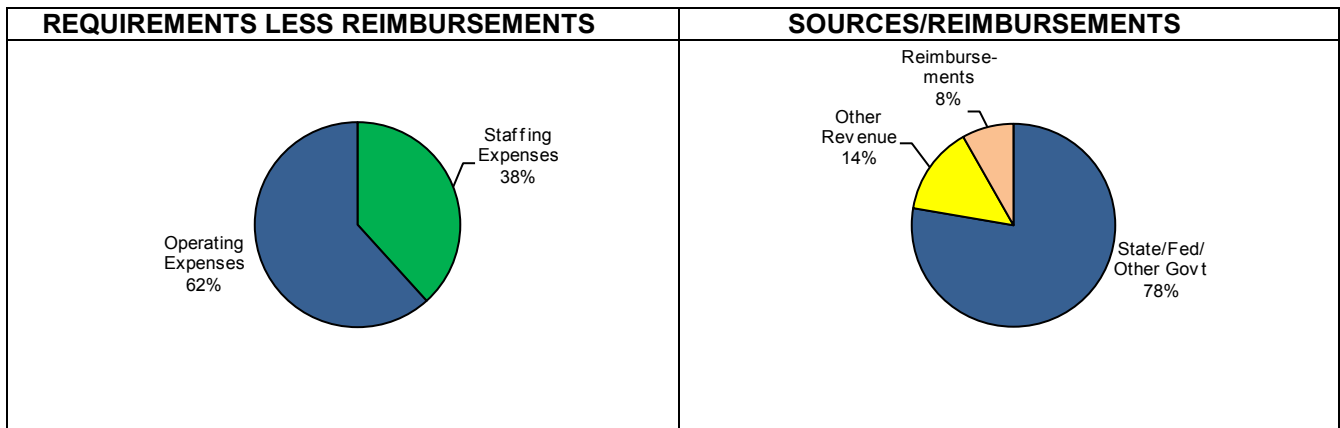 REQUIREMENTS LESS REIMBURSEMENTS
Staffing
Expenses
38%
Operating
Expenses
62%
SOURCES/REIMBURSEMENTS
Reimburse-
ments
8%
Other
Revenue
14%
State/Fed/
Other Govt
78%